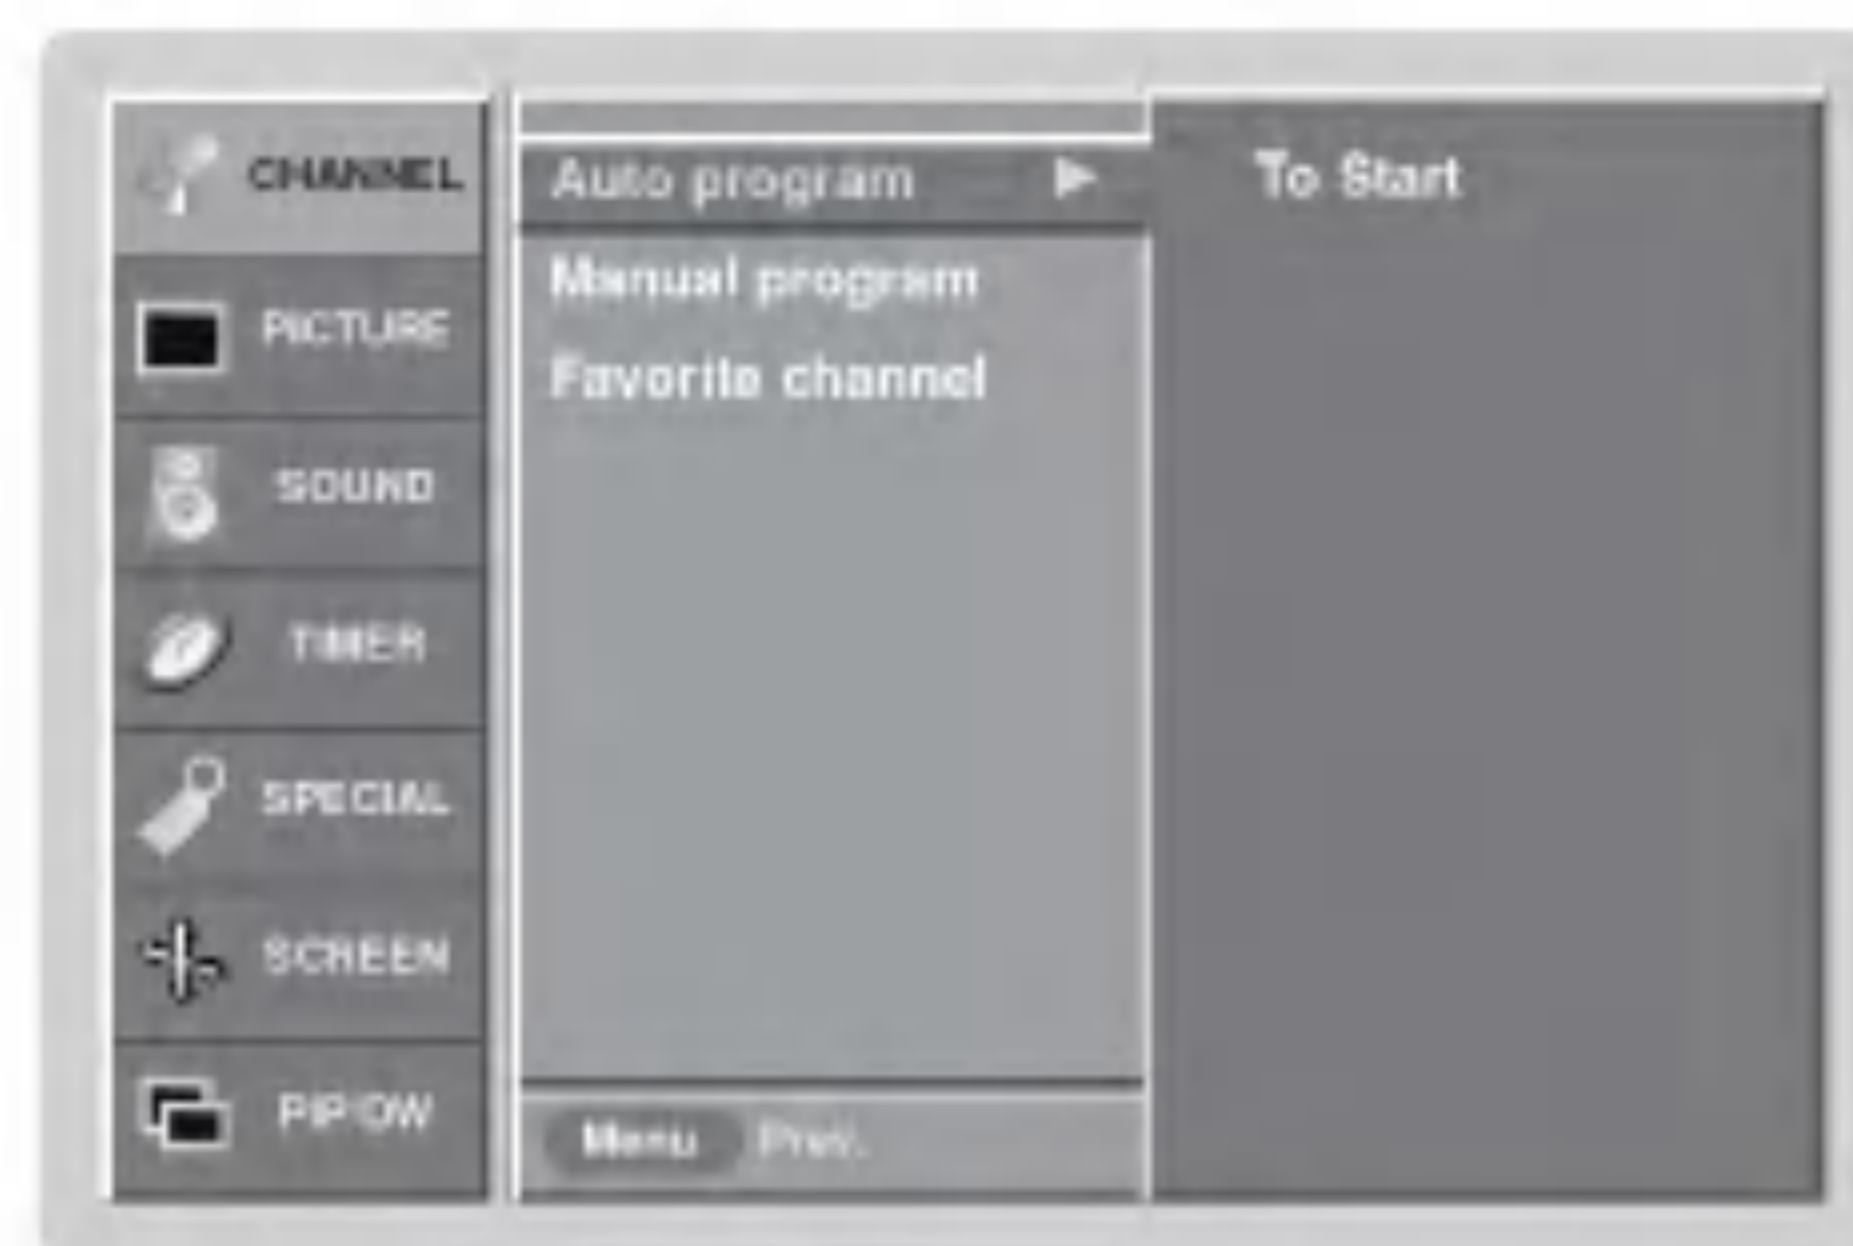 CHANNEL
PICTURE
SOUND
TIMER
SPECIAL
SCREEN
PIP/DW
Auto program ▶
Manual program
Favorite channel
Menu Prev.
To Start